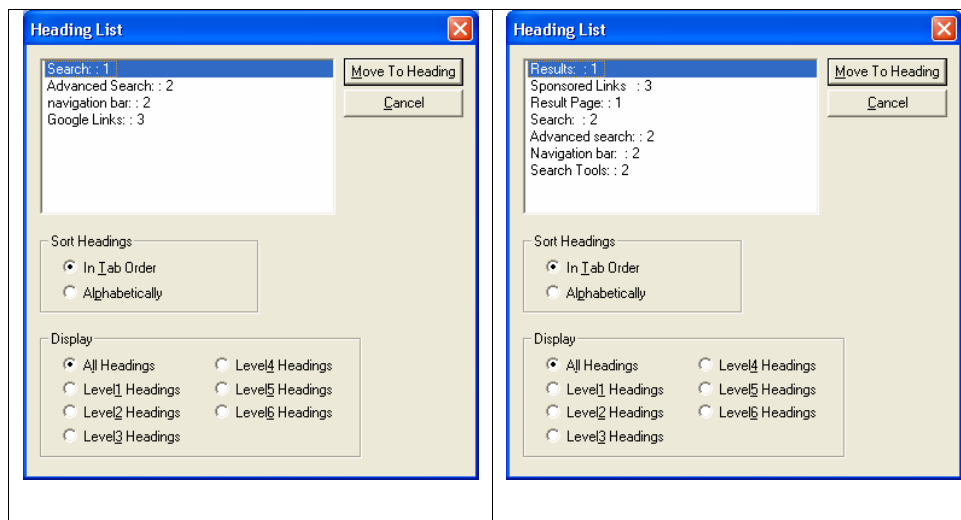 Heading List
Search: : 1
Advanced Search: : 2
navigation bar: : 2
Google Links: : 3
Move To Heading
Cancel
Sort Headings
In Tab Order
Alphabetically
Display
All Headings
Level1 Headings
Level2 Headings
Level3 Headings
Level4 Headings
Level5 Headings
Level6 Headings
Heading List
Results: : 1
Sponsored Links : 3
Result Page: : 1
Search: : 2
Advanced search: : 2
Navigation bar: : 2
Search Tools: : 2
Move To Heading
Cancel
Sort Headings
In Tab Order
Alphabetically
Display
All Headings
Level1 Headings
Level2 Headings
Level3 Headings
Level4 Headings
Level5 Headings
Level6 Headings